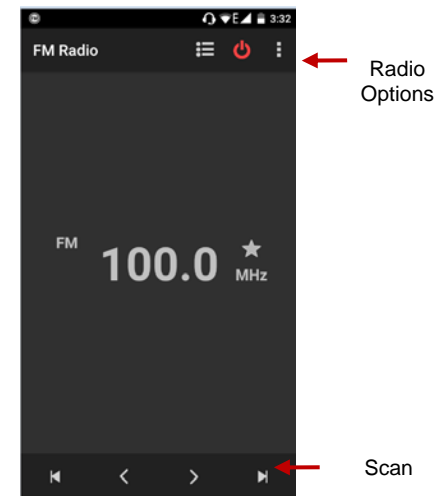 E 3:32
FM Radio
Radio
Options
FM
100.0
MHz
Scan